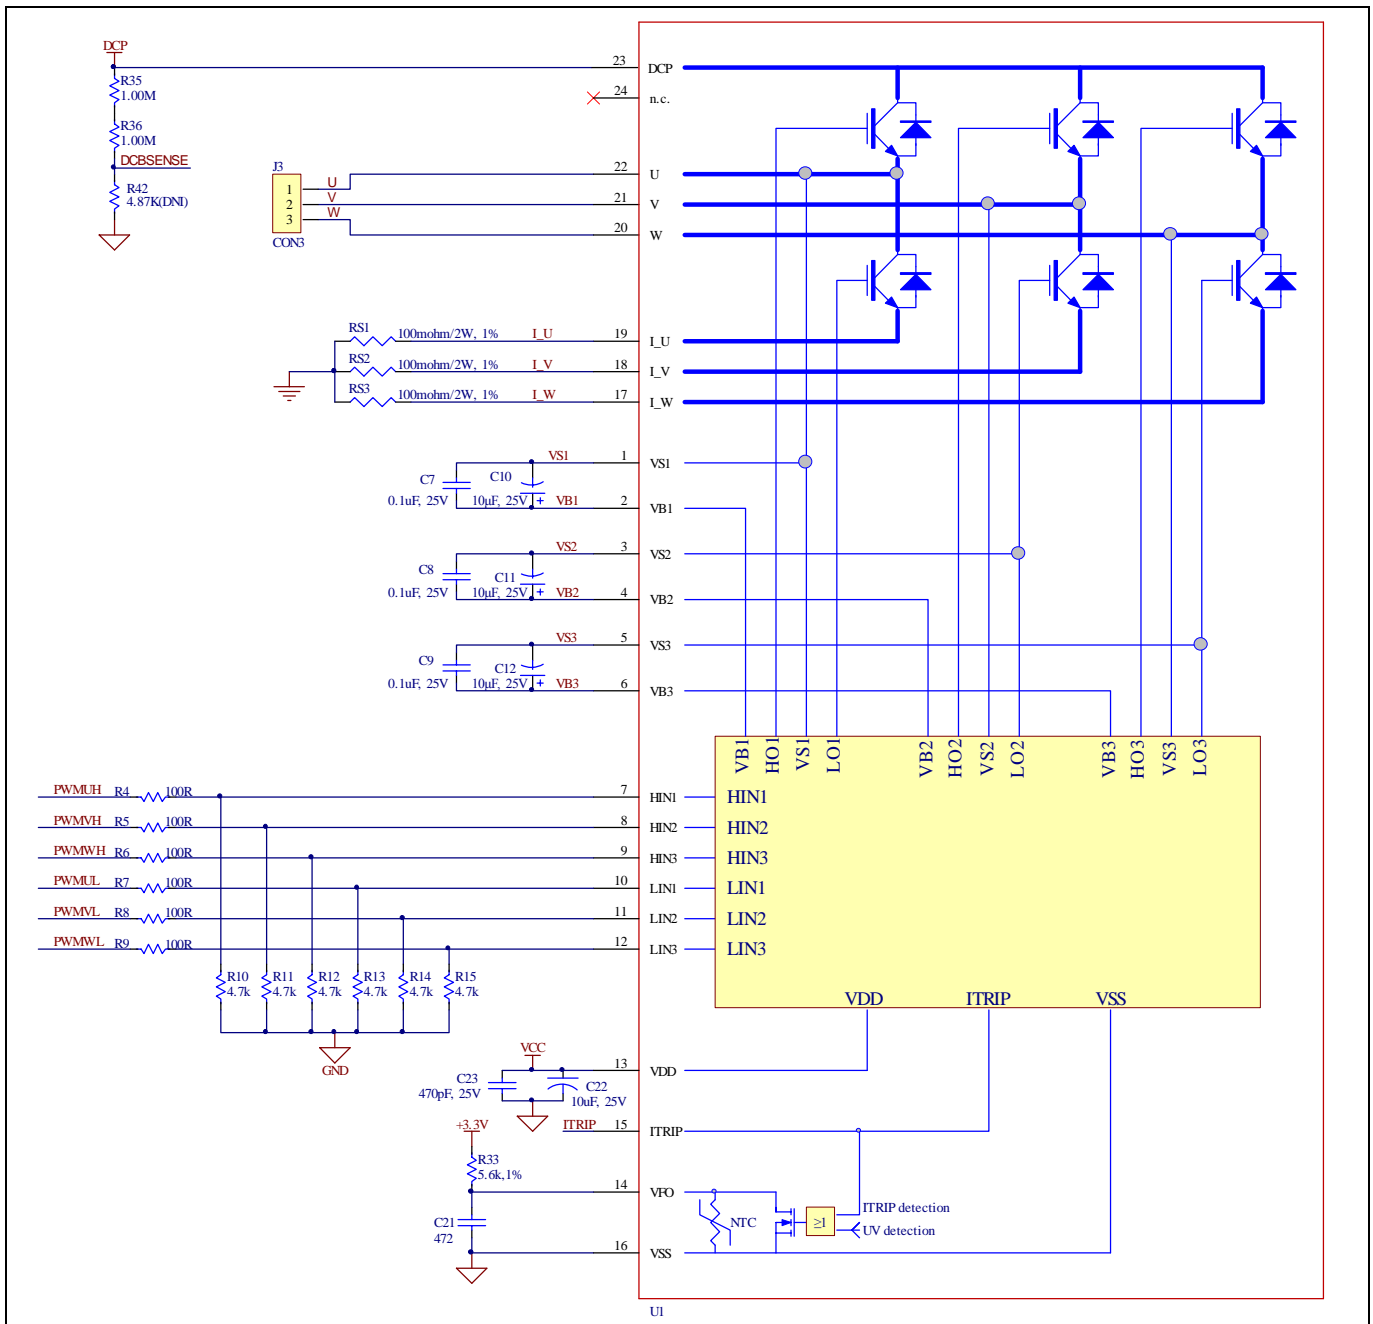 DCP
R35
1.00M
R36
1.00M
DCBSENSE
R42
4.87K(DNI)
J3
1
2
3
U
V
W
CON3
23
DCP
24
n.c.
22
U
21
V
20
W
RS1
100mohm/2W, 1%
I_U
19
I_U
RS2
100mohm/2W, 1%
I_V
18
I_V
RS3
100mohm/2W, 1%
I_W
17
I_W
VS1
1
VS1
C7
C10
0.1uF, 25V
10µF, 25V
+
VB1
2
VB1
VS2
3
VS2
C8
C11
0.1uF, 25V
10µF, 25V
+
VB2
4
VB2
VS3
5
VS3
C9
C12
0.1uF, 25V
10µF, 25V
+
VB3
6
VB3
VB1
HO1
VS1
LO1
VB2
HO2
VS2
LO2
VB3
HO3
VS3
LO3
PWMUH
R4
100R
7
HIN1
HIN1
PWMVH
R5
100R
8
HIN2
HIN2
PWMWH
R6
100R
9
HIN3
HIN3
PWMUL
R7
100R
10
LIN1
LIN1
PWMVL
R8
100R
11
LIN2
LIN2
PWMWL
R9
100R
12
LIN3
LIN3
R10
4.7k
R11
4.7k
R12
4.7k
R13
4.7k
R14
4.7k
R15
4.7k
GND
VDD
ITRIP
VSS
VCC
13
VDD
C23
470pF, 25V
C22
10uF, 25V
+3.3V
ITRIP
15
ITRIP
R33
5.6k,1%
14
VFO
C21
472
16
VSS
NTC
≥1
ITRIP detection
UV detection
U1